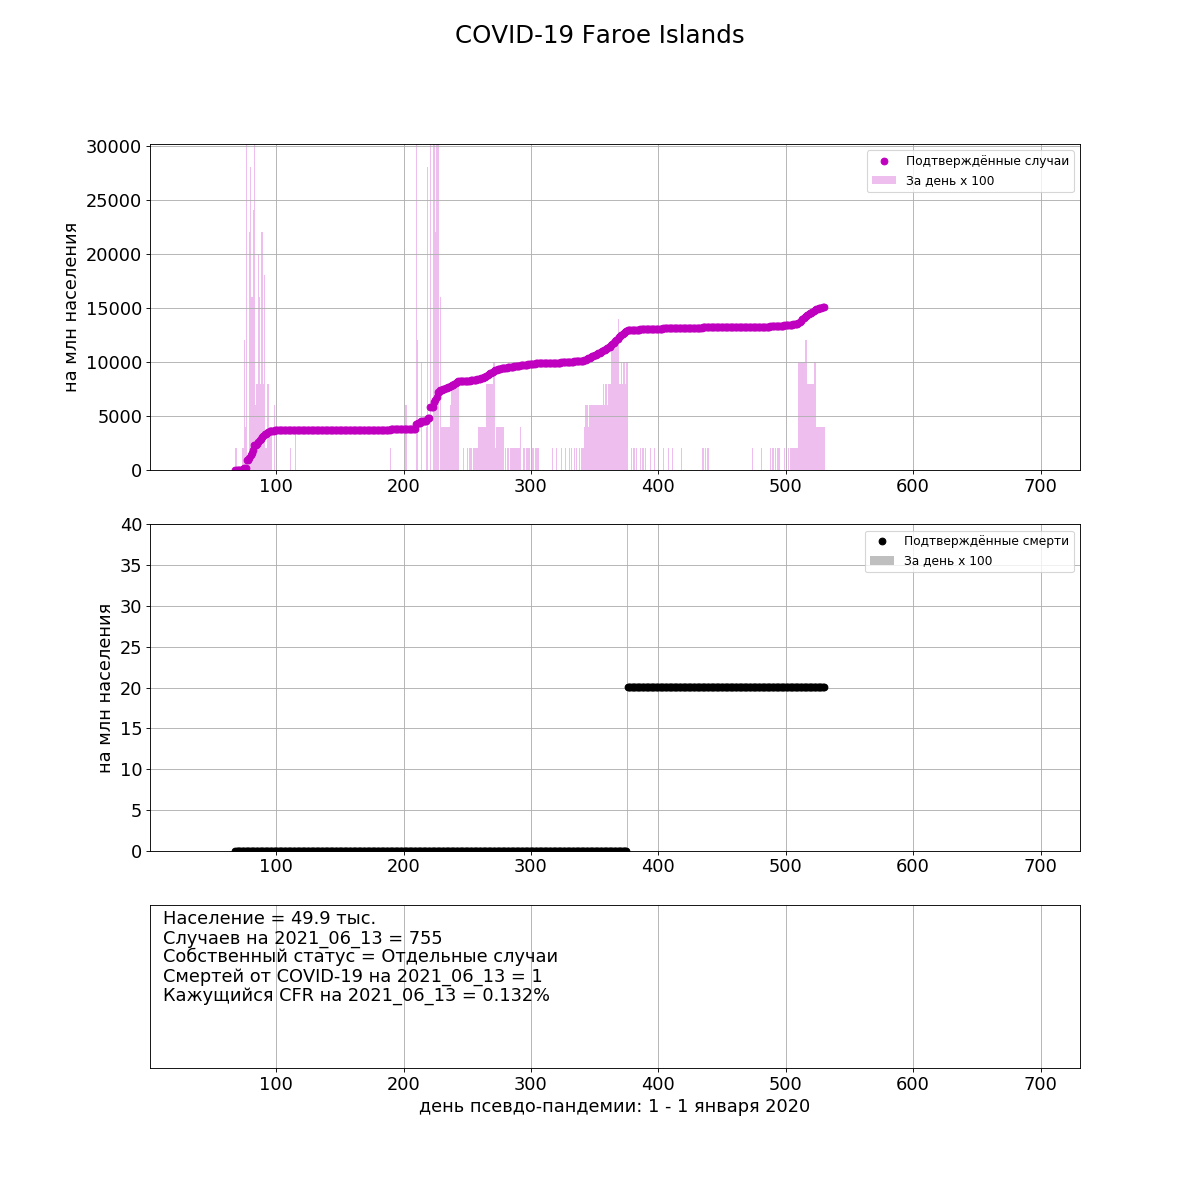 COVID-19 Faroe Islands
30000
25000
20000
15000
10000
5000
0
на млн населения
Подтверждённые случаи
За день x 100
100 200 300 400 500 600 700
40
35
30
25
20
15
10
5
0
на млн населения
Подтверждённые смерти
За день x 100
100 200 300 400 500 600 700
Население = 49.9 тыс.
Случаев на 2021_06_13 = 755
Собственный статус = Отдельные случаи
Смертей от COVID-19 на 2021_06_13 = 1
Кажущийся CFR на 2021_06_13 = 0.132%
100 200 300 400 500 600 700
день псевдо-пандемии: 1 - 1 января 2020